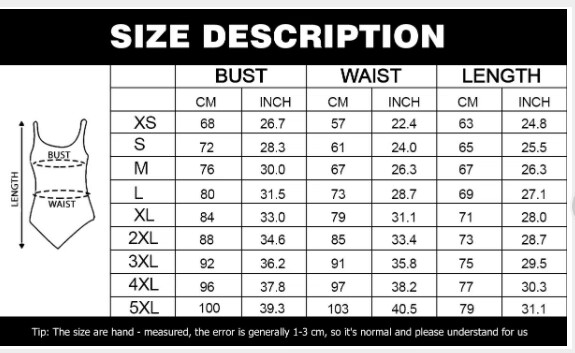 SIZE DESCRIPTION
BUST WAIST LENGTH
CM INCH CM INCH CM INCH
XS 68 26.7 57 22.4 63 24.8
S 72 28.3 61 24.0 65 25.5
M 76 30.0 67 26.3 67 26.3
L 80 31.5 73 28.7 69 27.1
XL 84 33.0 79 31.1 71 28.0
2XL 88 34.6 85 33.4 73 28.7
3XL 92 36.2 91 35.8 75 29.5
4XL 96 37.8 97 38.2 77 30.3
5XL 100 39.3 103 40.5 79 31.1
LENGTH
BUST
WAIST
Tip: The size are hand - measured, the error is generally 1-3 cm, so it's normal and please understand for us